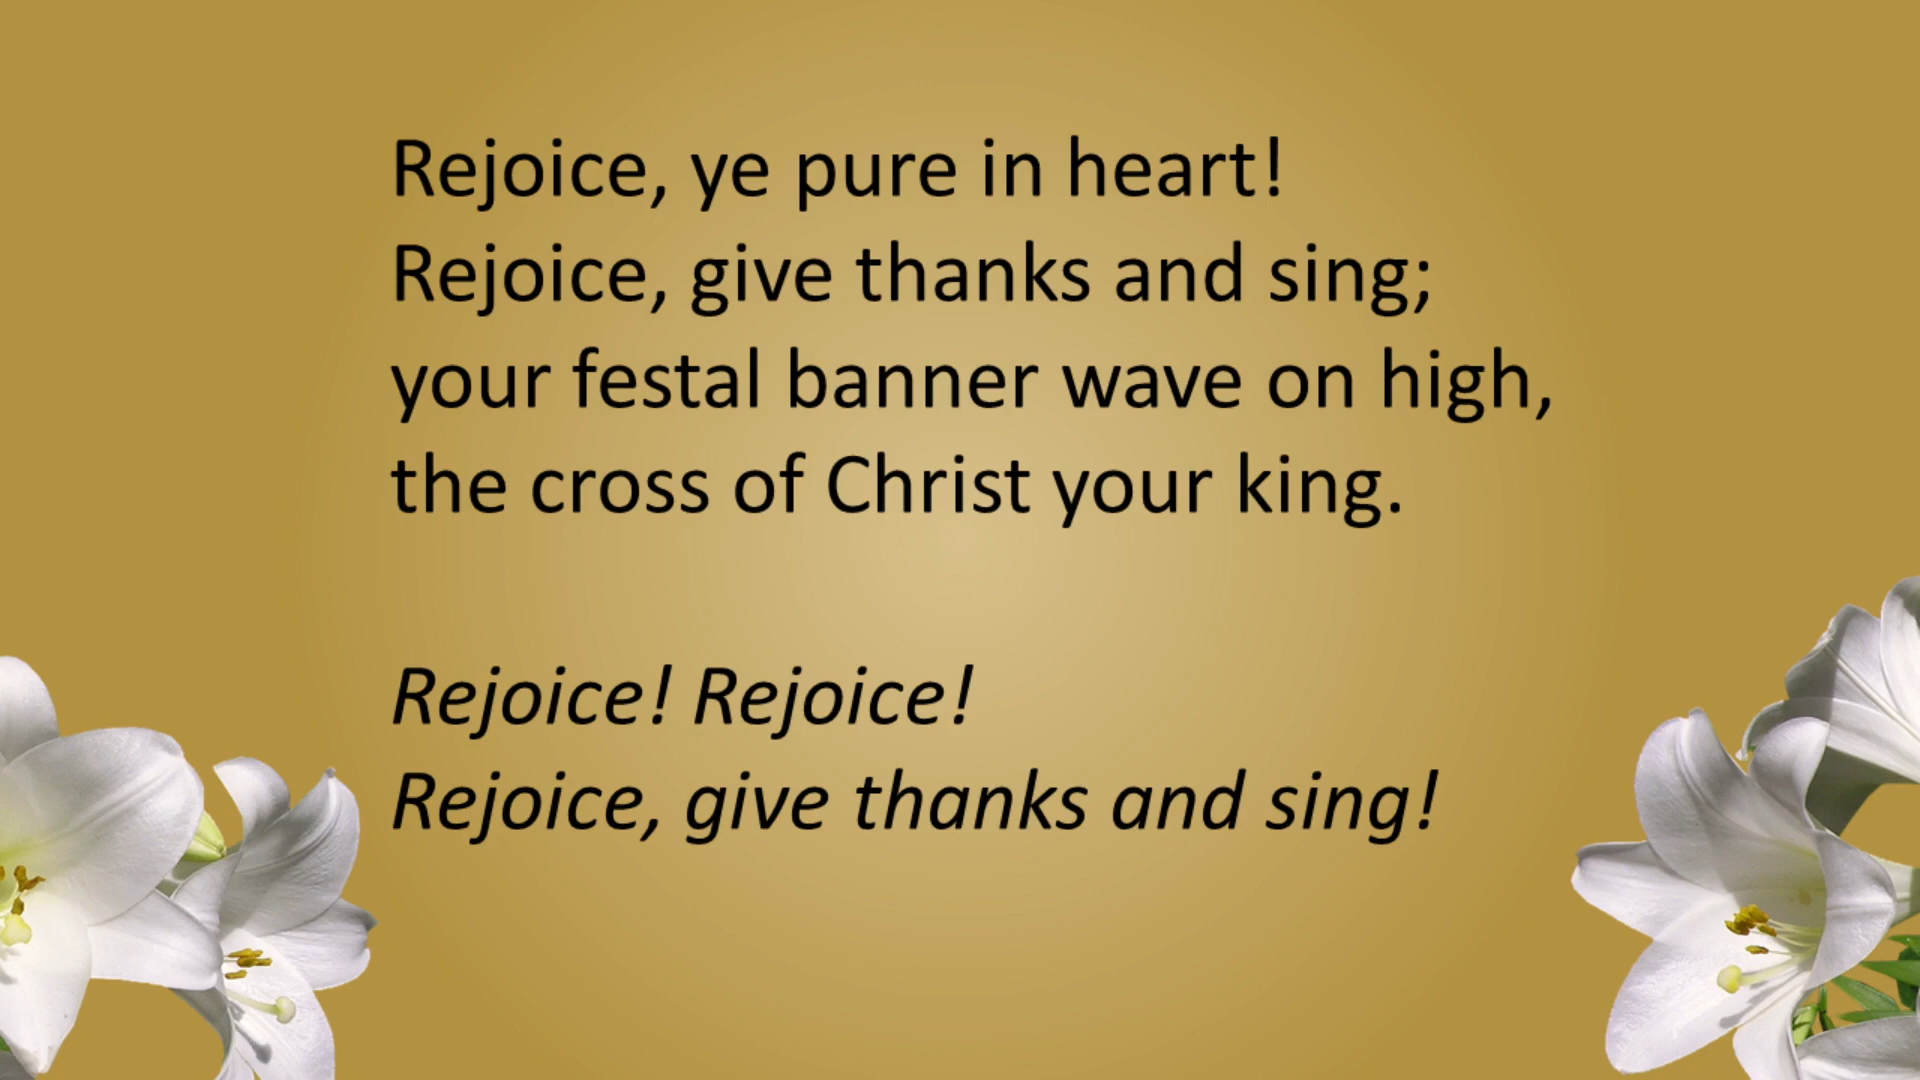 Rejoice, ye pure in heart!
Rejoice, give thanks and sing;
your festal banner wave on high,
the cross of Christ your king.
Rejoice! Rejoice!
Rejoice, give thanks and sing!